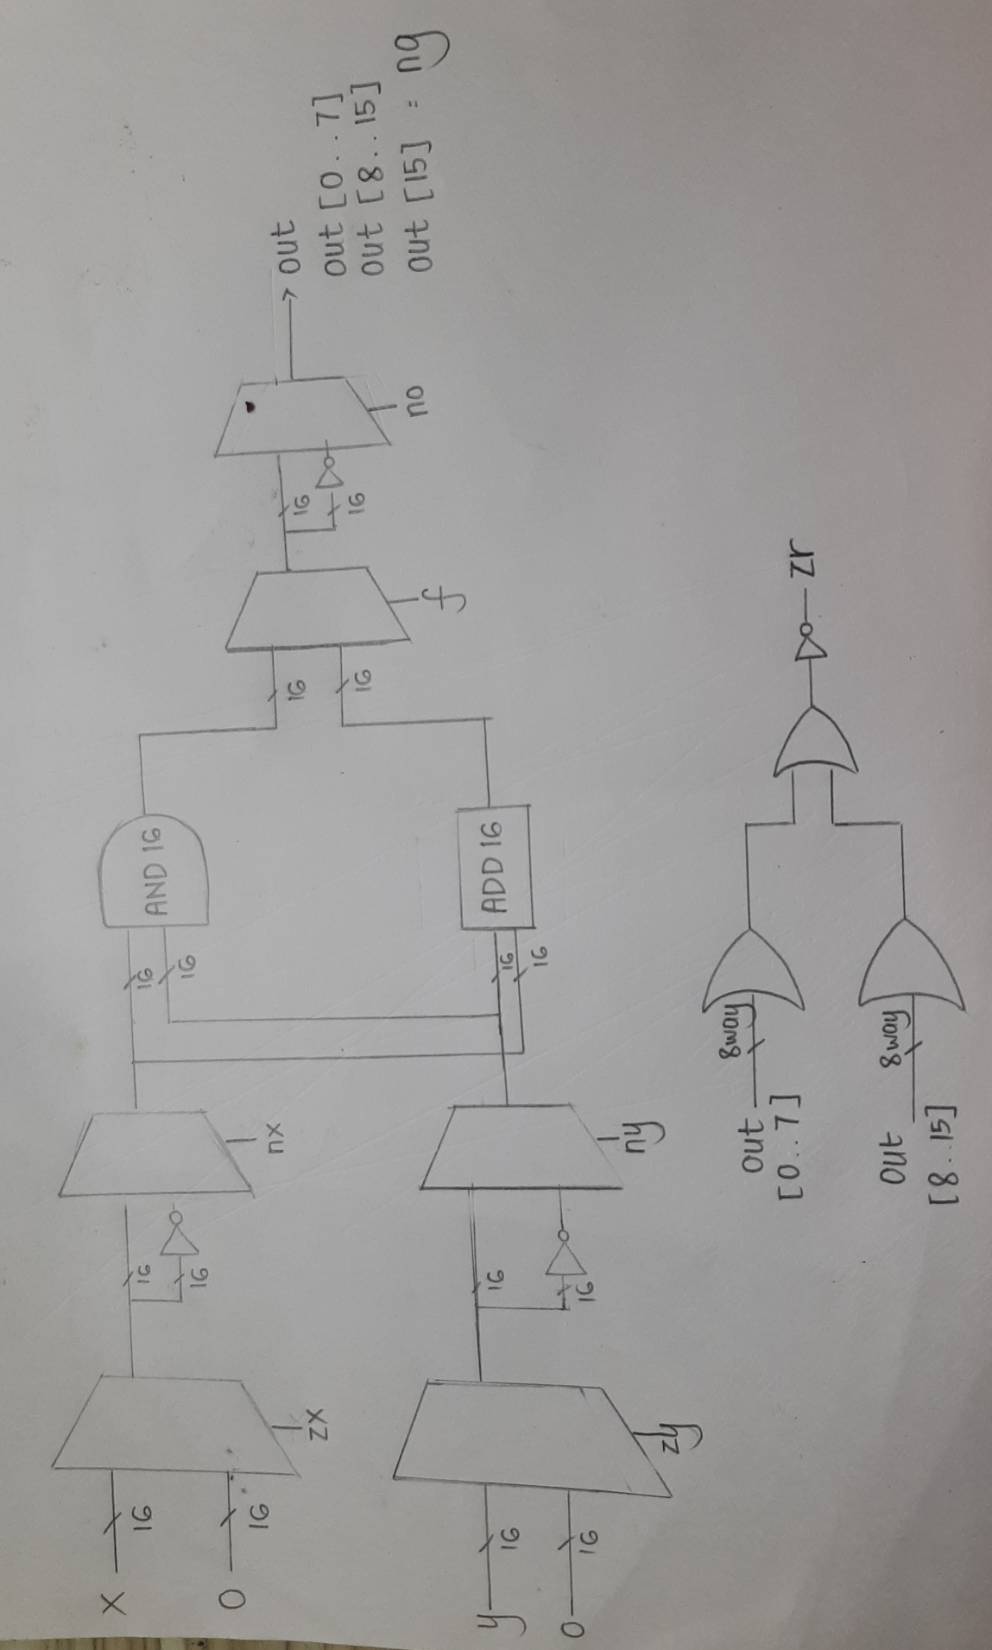 X
16
0
16
zx
16
16
nx
16
16
AND 16
y
16
0
16
zy
16
16
ny
16
16
ADD 16
16
16
f
16
16
no
out
out [0...7]
out [8..15]
out [15] = ng
out
[0..7]
8way
out
[8..15]
8way
zr